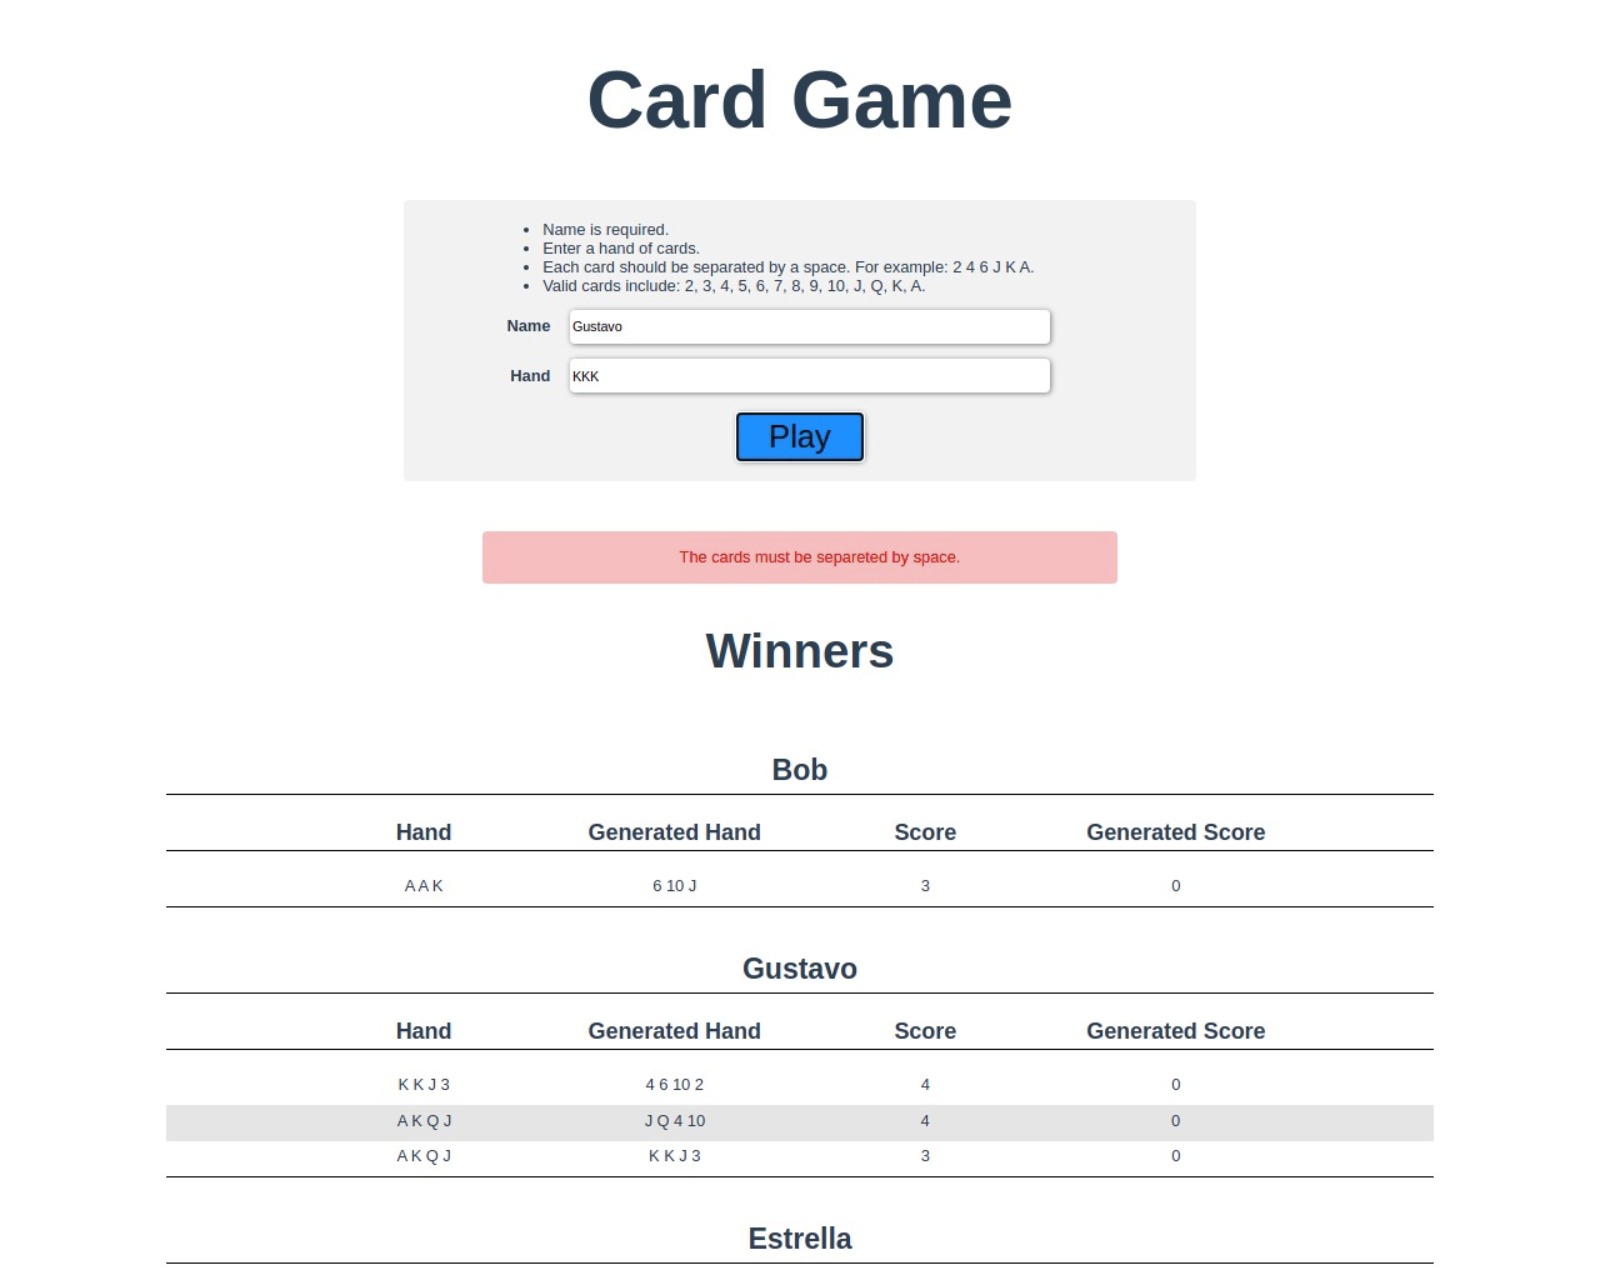 Card Game
Name is required.
Enter a hand of cards.
Each card should be separated by a space. For example: 2 4 6 J K A.
Valid cards include: 2, 3, 4, 5, 6, 7, 8, 9, 10, J, Q, K, A.
Name Gustavo
Hand KKK
Play
The cards must be separeted by space.
Winners
Bob
Hand Generated Hand Score Generated Score
A A K 6 10 J 3 0
Gustavo
Hand Generated Hand Score Generated Score
K K J 3 4 6 10 2 4 0
A K Q J J Q 4 10 4 0
A K Q J K K J 3 3 0
Estrella